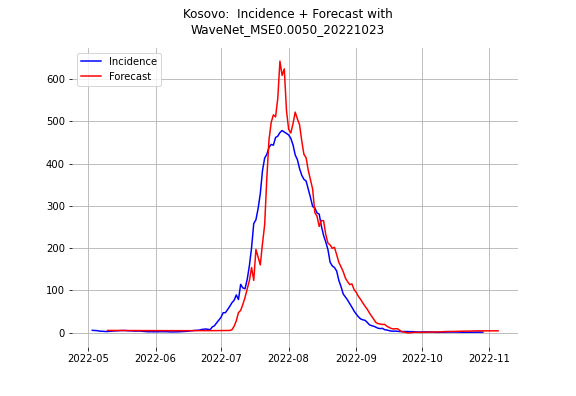 Kosovo:  Incidence + Forecast with
WaveNet_MSE0.0050_20221023
Incidence
Forecast
600
500
400
300
200
100
0
2022-05 2022-06 2022-07 2022-08 2022-09 2022-10 2022-11